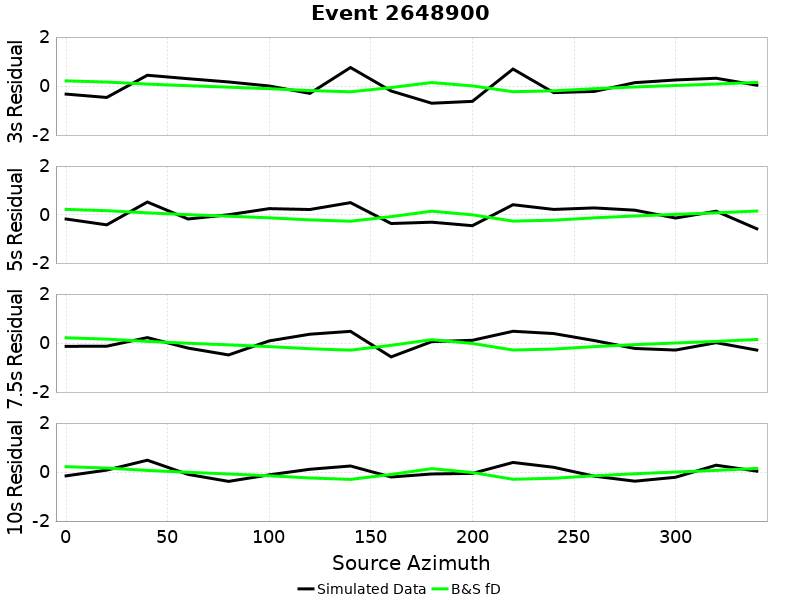 Event 2648900
3s Residual
2
0
-2
5s Residual
2
0
-2
7.5s Residual
2
0
-2
10s Residual
2
0
-2
0 50 100 150 200 250 300
Source Azimuth
Simulated Data B&S fD